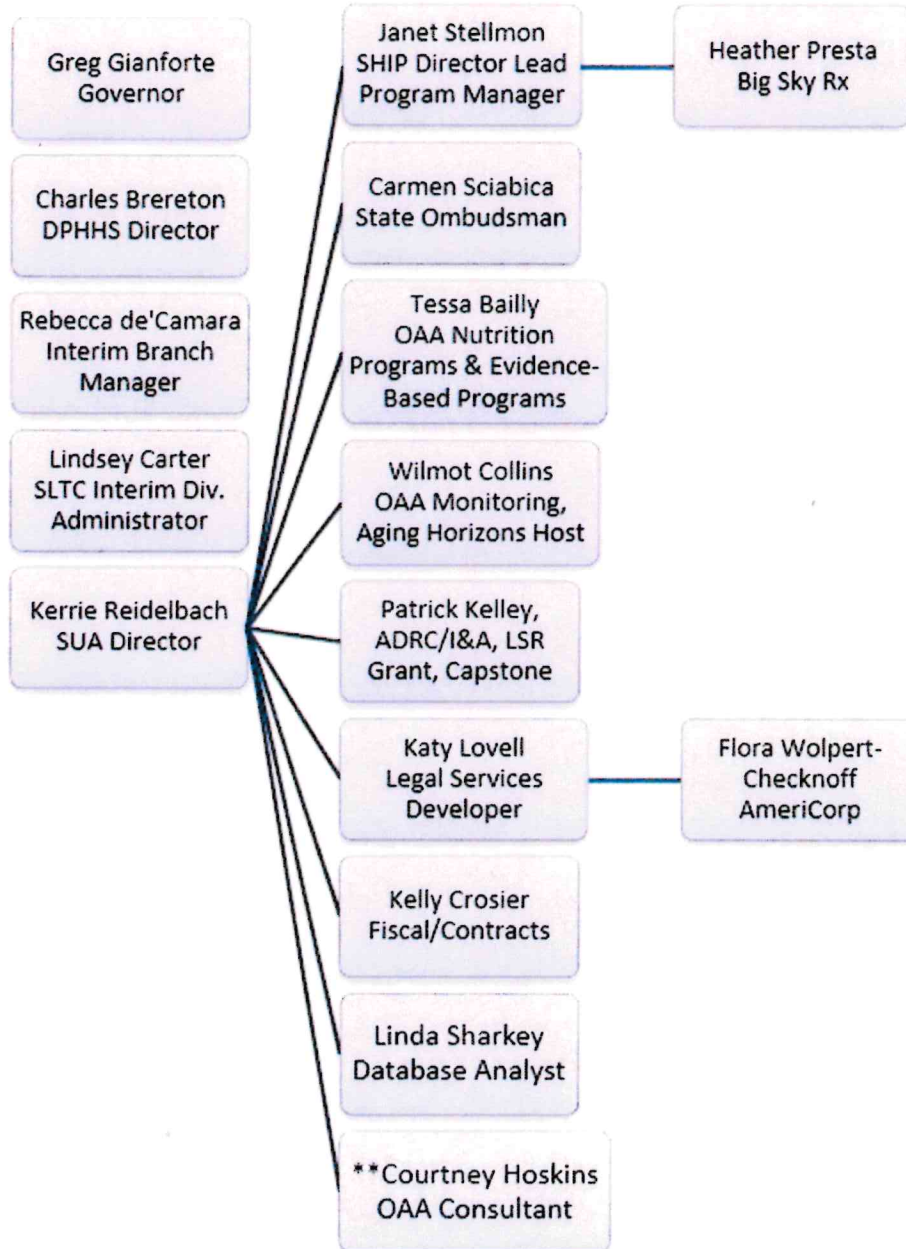 Greg Gianforte
Governor
Charles Brereton
DPHHS Director
Rebecca de'Camara
Interim Branch
Manager
Lindsey Carter
SLTC Interim Div.
Administrator
Kerrie Reidelbach
SUA Director
Janet Stellmon
SHIP Director Lead
Program Manager
Heather Presta
Big Sky Rx
Carmen Sciabica
State Ombudsman
Tessa Bailly
OAA Nutrition
Programs & Evidence-
Based Programs
Wilmot Collins
OAA Monitoring,
Aging Horizons Host
Patrick Kelley,
ADRC/I&A, LSR
Grant, Capstone
Katy Lovell
Legal Services
Developer
Flora Wolpert-
Checknoff
AmeriCorp
Kelly Crosier
Fiscal/Contracts
Linda Sharkey
Database Analyst
**Courtney Hoskins
OAA Consultant